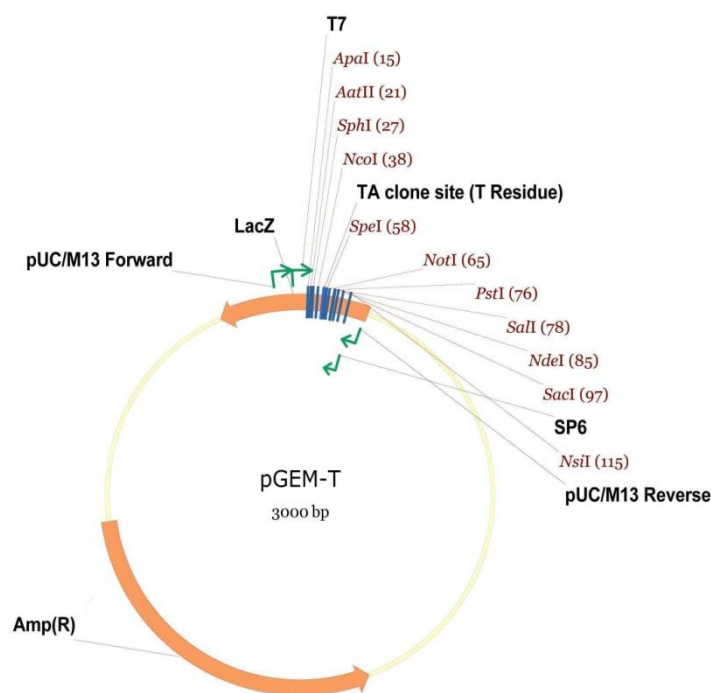 T7
ApaI (15)
AatII (21)
SphI (27)
NcoI (38)
TA clone site (T Residue)
SpeI (58)
LacZ
NotI (65)
pUC/M13 Forward
PstI (76)
SalI (78)
NdeI (85)
SacI (97)
SP6
NsiI (115)
pUC/M13 Reverse
pGEM-T
3000 bp
Amp(R)